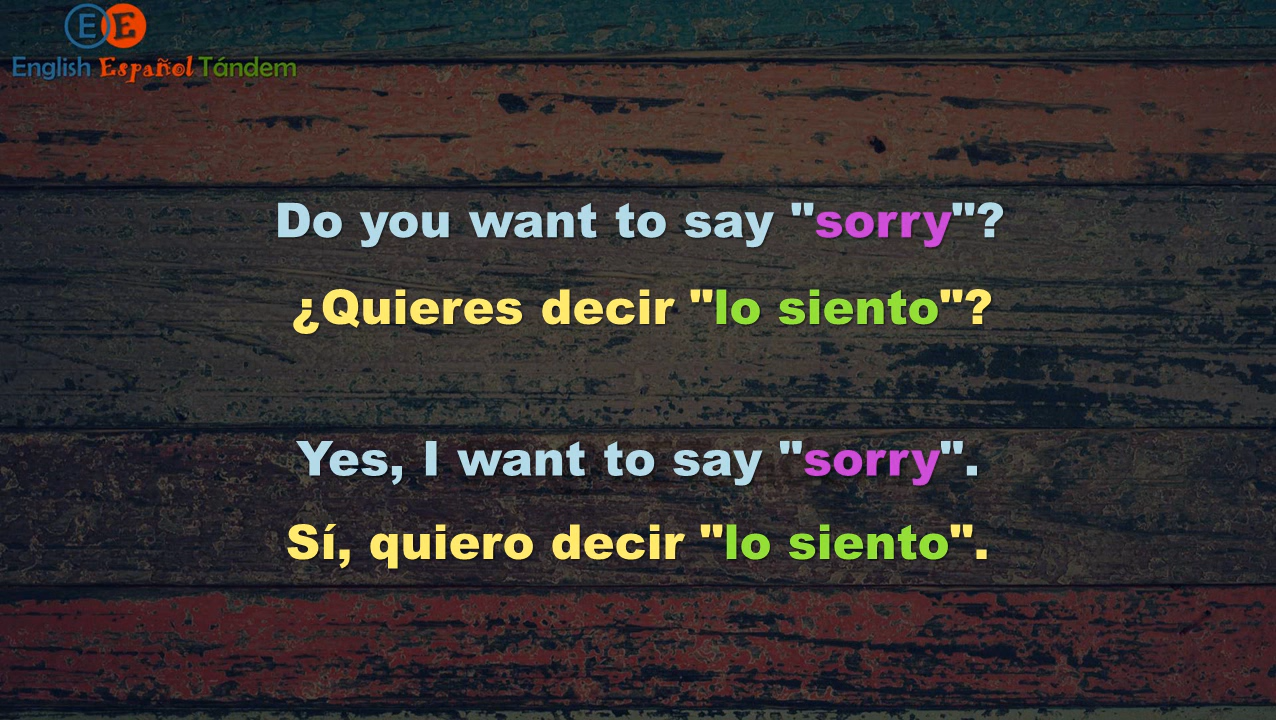 EE
English Español Tándem
Do you want to say "sorry"?
¿Quieres decir "lo siento"?
Yes, I want to say "sorry".
Sí, quiero decir "lo siento".